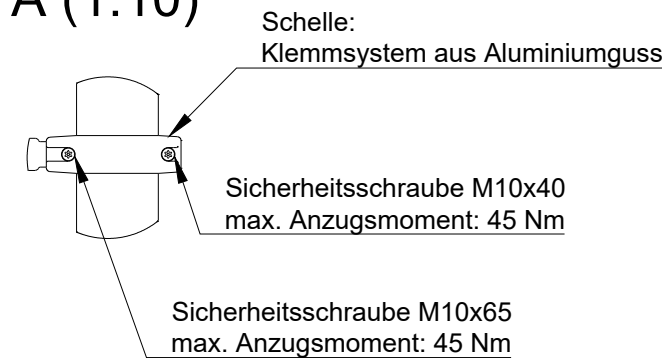 A (1:10)
Schelle:
Klemmsystem aus Aluminiumguss
Sicherheitsschraube M10x40
max. Anzugsmoment: 45 Nm
Sicherheitsschraube M10x65
max. Anzugsmoment: 45 Nm